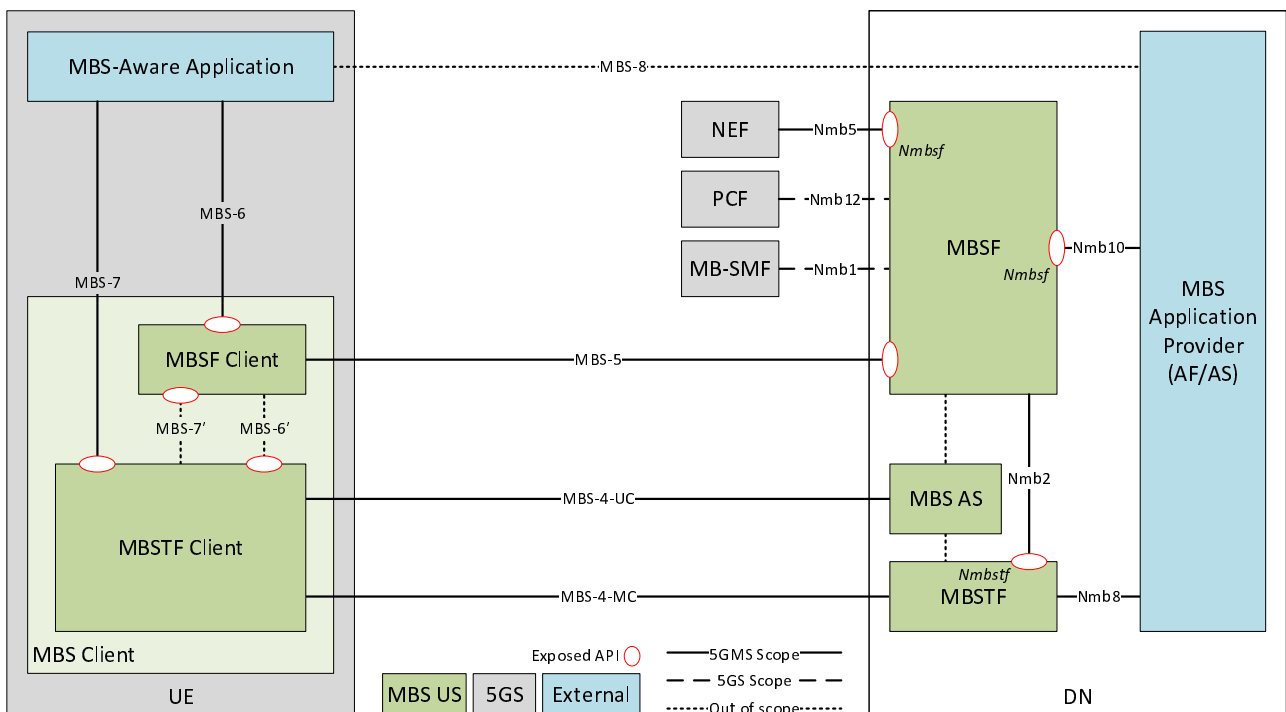 MBS-Aware Application
MBS-8
NEF
Nmb5
Nmbsf
PCF
Nmb12
MBS-6
MBSF
Nmb10
MB-SMF
Nmb1
Nmbsf
MBS-7
MBS
Application
Provider
(AF/AS)
MBSF Client
MBS-5
MBS-7′
MBS-6′
Nmb2
MBS-4-UC
MBS AS
MBSTF Client
Nmbstf
MBS-4-MC
MBSTF
Nmb8
MBS Client
Exposed API
5GMS Scope
5GS Scope
UE
MBS US
5GS
External
DN
Out of scope